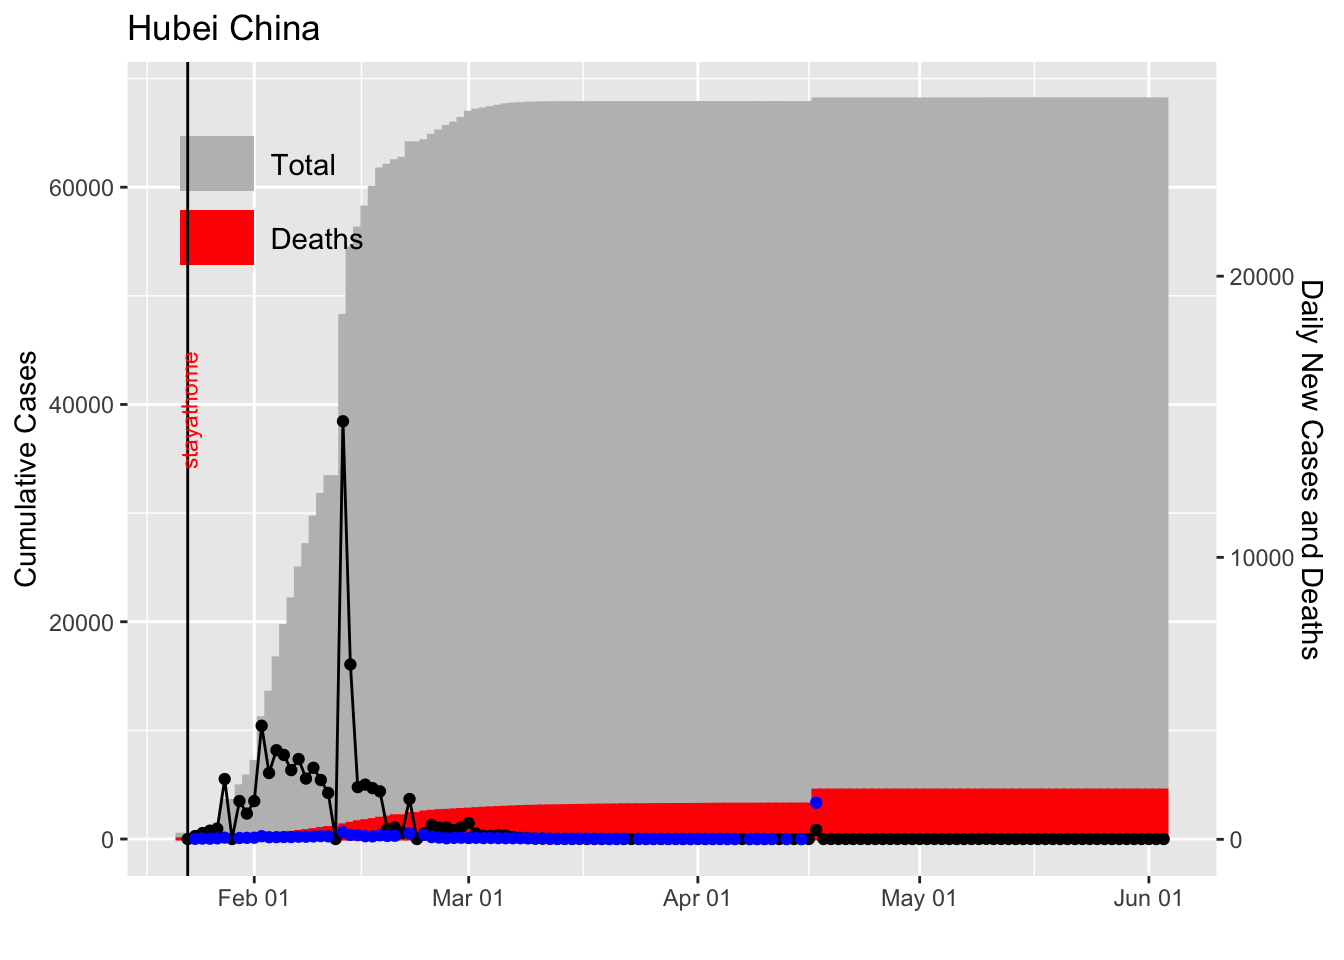 Hubei China
Total
Deaths
stayathome
Cumulative Cases
60000
40000
20000
0
20000
10000
0
Daily New Cases and Deaths
Feb 01
Mar 01
Apr 01
May 01
Jun 01